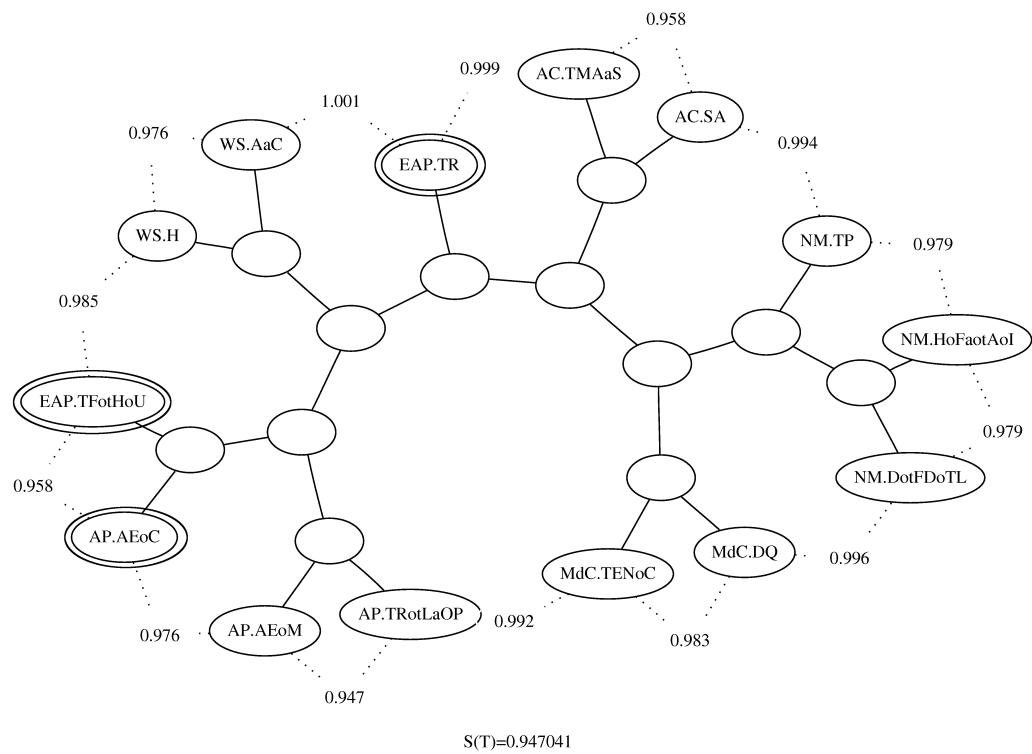 0.958
0.999
AC.TMAaS
1.001
AC.SA
0.976
WS.AaC
0.994
EAP.TR
WS.H
NM.TP
0.979
0.985
NM.HoFaotAoI
EAP.TFotHoU
0.979
0.958
NM.DotFDoTL
AP.AEoC
MdC.DQ
0.996
MdC.TENoC
AP.TRotLaOP
0.992
0.976
AP.AEoM
0.983
0.947
S(T)=0.947041